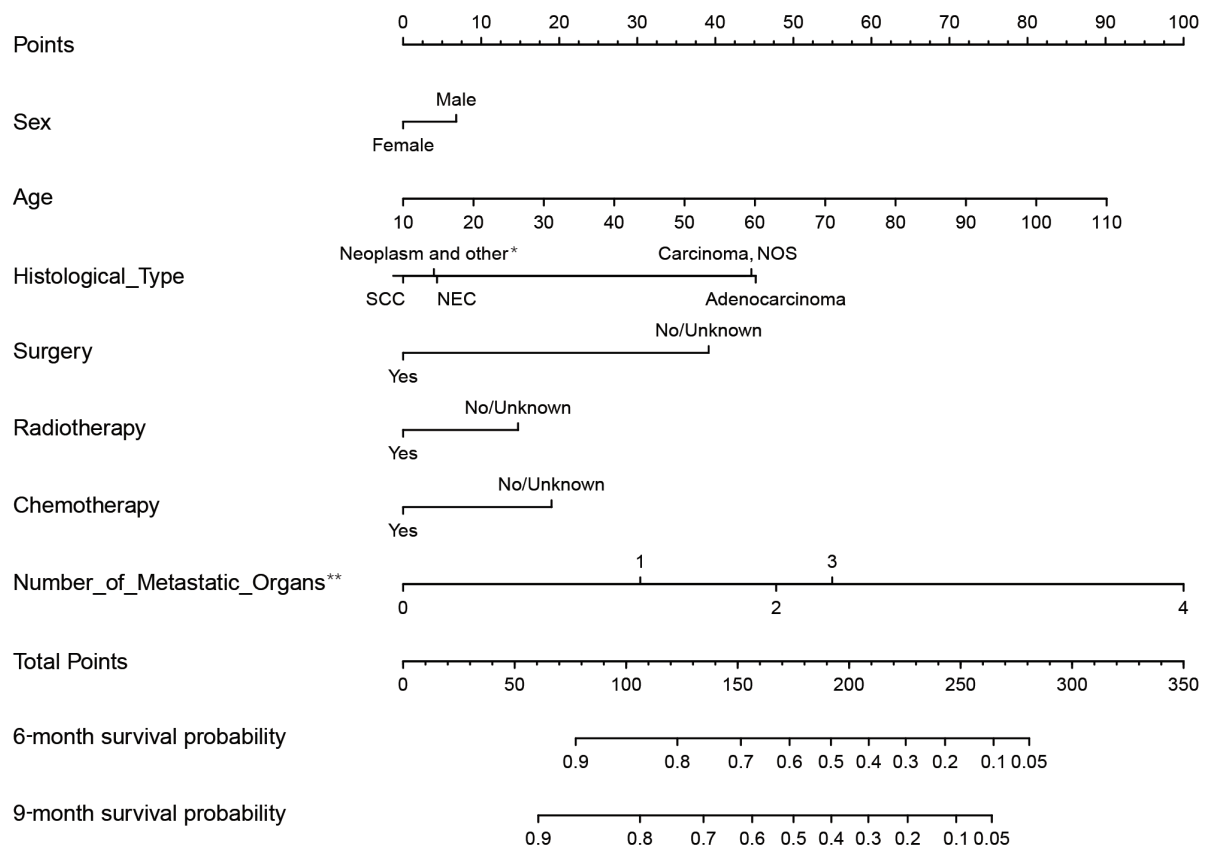 0 10 20 30 40 50 60 70 80 90 100
Points
Male
Sex
Female
Age
10 20 30 40 50 60 70 80 90 100 110
Neoplasm and other* Carcinoma, NOS
Histological_Type
SCC NEC Adenocarcinoma
No/Unknown
Surgery
Yes
No/Unknown
Radiotherapy
Yes
No/Unknown
Chemotherapy
Yes
1 3
Number_of_Metastatic_Organs**
0 2 4
Total Points
0 50 100 150 200 250 300 350
6-month survival probability
0.9 0.8 0.7 0.6 0.5 0.4 0.3 0.2 0.1 0.05
9-month survival probability
0.9 0.8 0.7 0.6 0.5 0.4 0.3 0.2 0.1 0.05